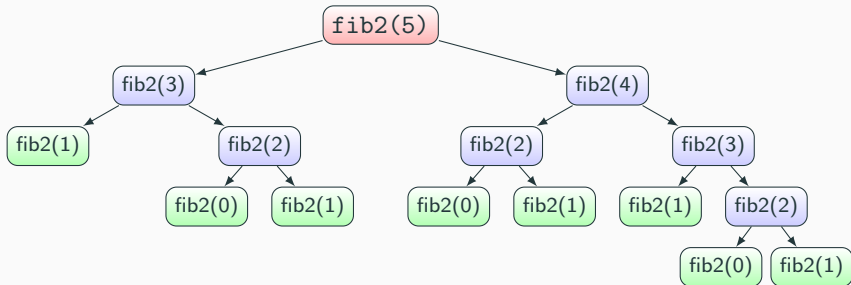 fib2(5)
fib2(3) fib2(4)
fib2(1) fib2(2) fib2(2) fib2(3)
fib2(0) fib2(1) fib2(0) fib2(1) fib2(1) fib2(2)
fib2(0) fib2(1)